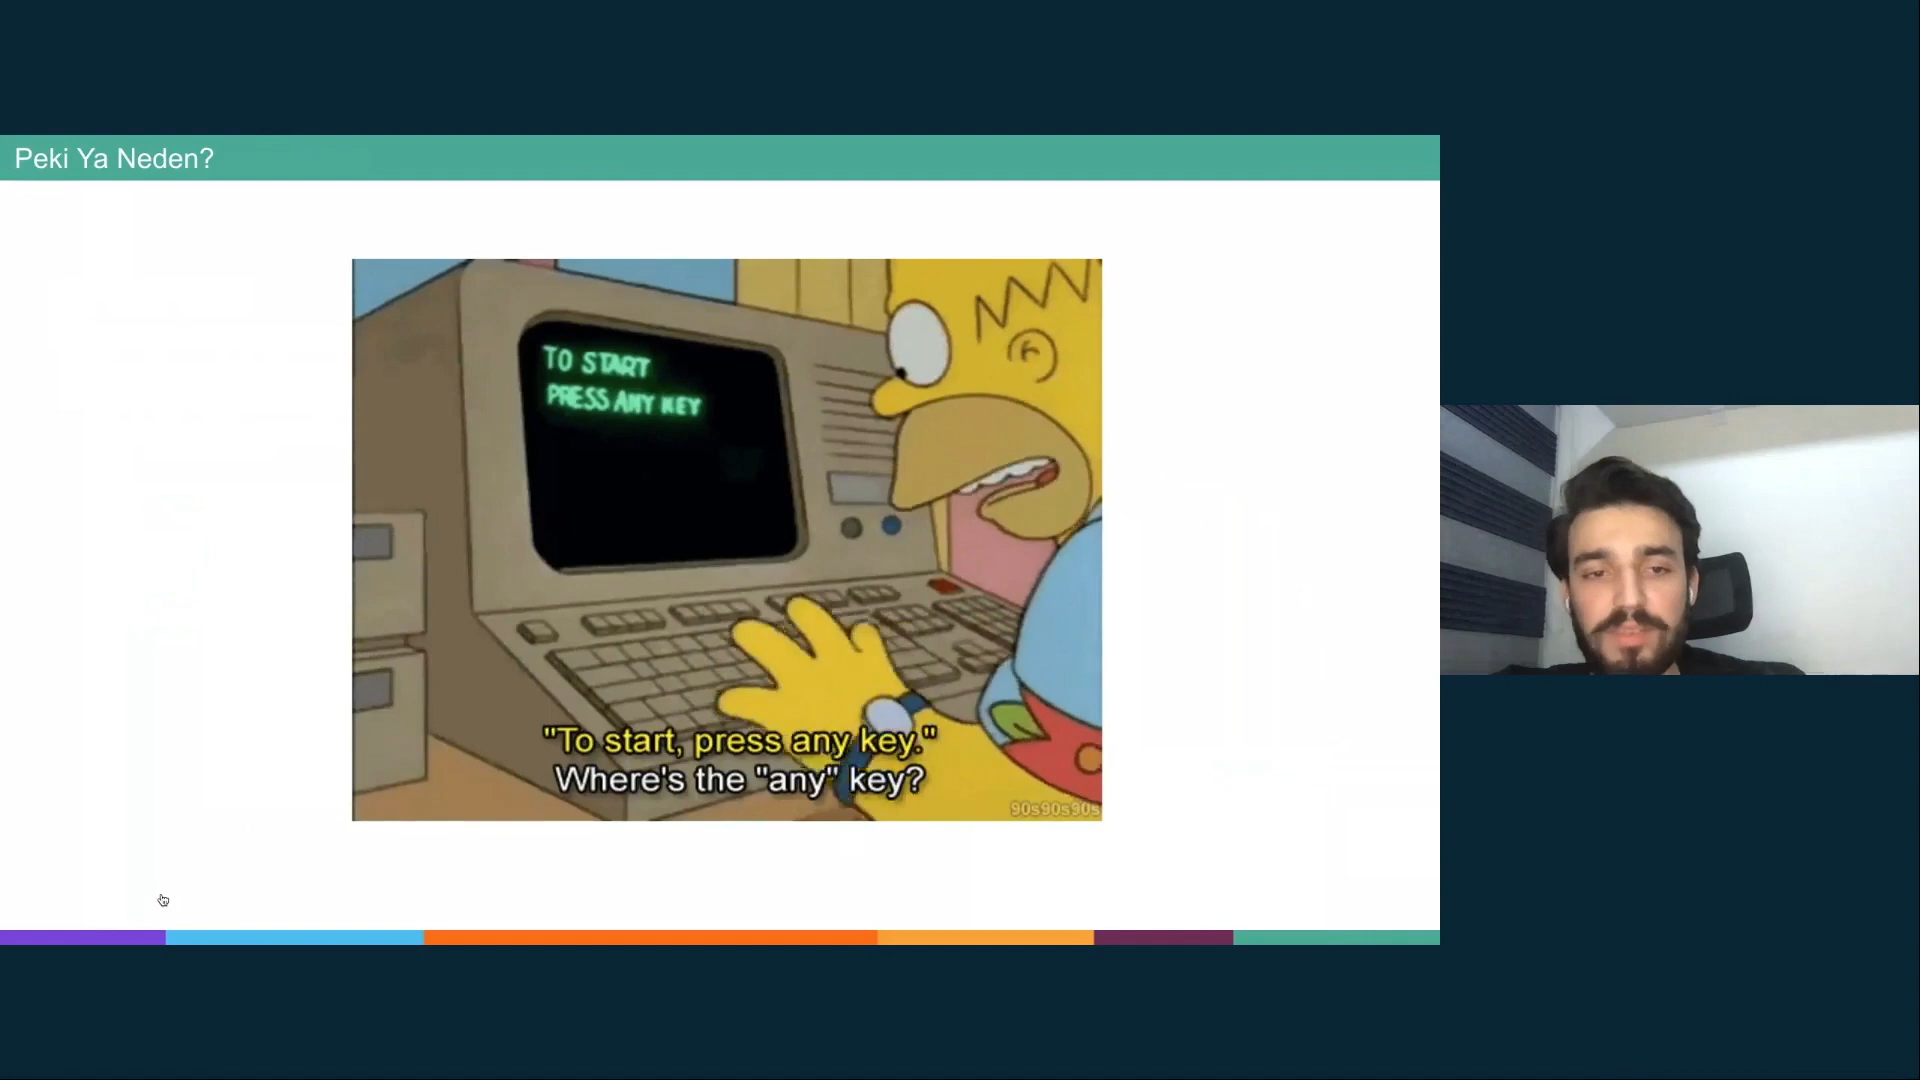 Peki Ya Neden?
TO START
PRESS ANY KEY
"To start, press any key."
Where's the "any" key?
90s90s90s